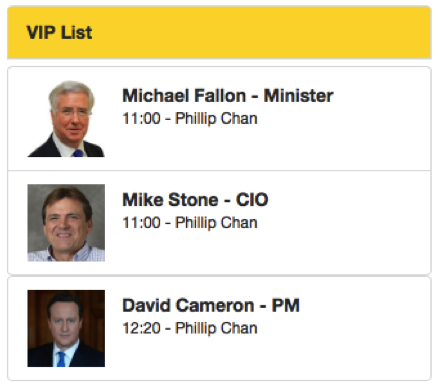 VIP List
Michael Fallon - Minister
11:00 - Phillip Chan
Mike Stone - CIO
11:00 - Phillip Chan
David Cameron - PM
12:20 - Phillip Chan